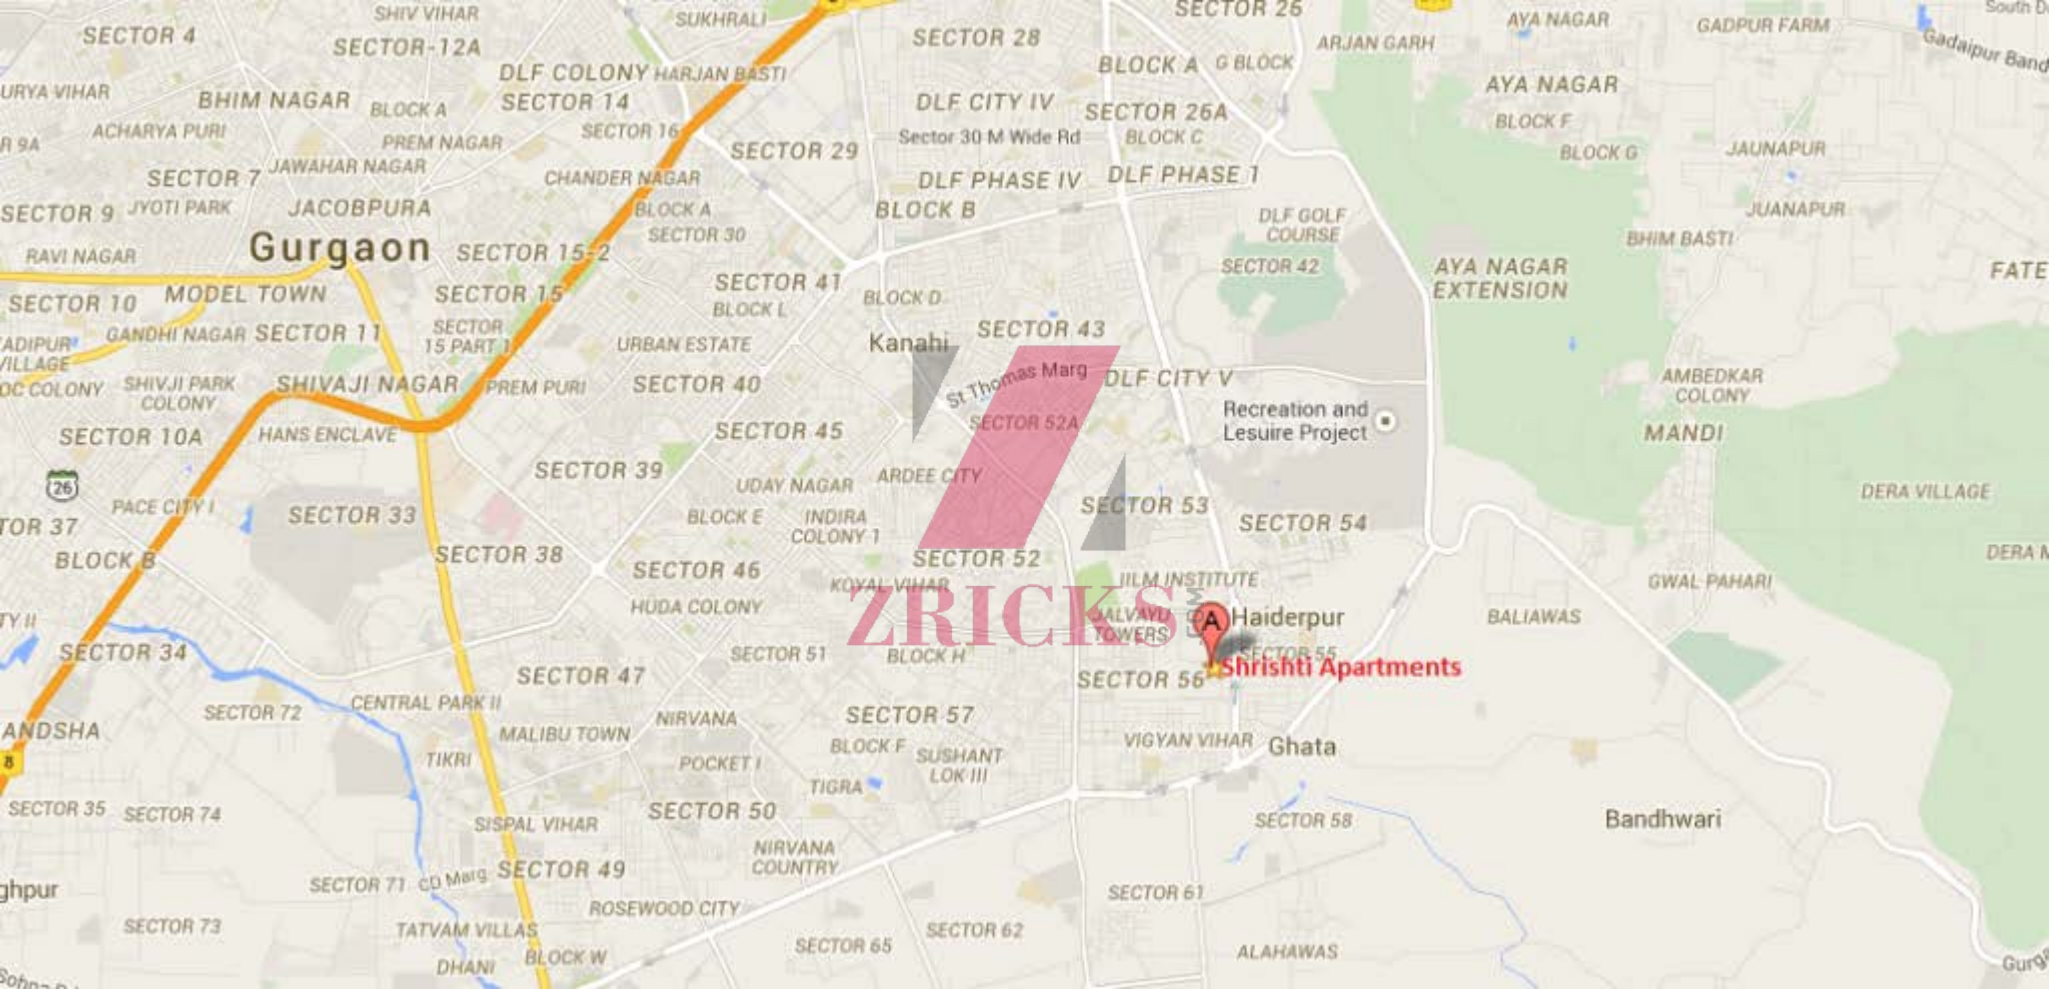 SHIV VIHAR
SUKHRALI
SECTOR 26
AYA NAGAR
GADPUR FARM
South D
SECTOR 4
SECTOR-12A
SECTOR 28
ARJAN GARH
Gadaipur Band
DLF COLONY
HARJAN BASTI
BLOCK A
G BLOCK
AYA NAGAR
URYA VIHAR
BHIM NAGAR
BLOCK A
SECTOR 14
DLF CITY IV
SECTOR 26A
BLOCK F
ACHARYA PURI
PREM NAGAR
SECTOR 16
Sector 30 M Wide Rd
BLOCK C
R 9A
SECTOR 29
BLOCK G
JAUNAPUR
JAWAHAR NAGAR
SECTOR 7
CHANDER NAGAR
DLF PHASE IV
DLF PHASE 1
SECTOR 9
JYOTI PARK
JACOBPURA
BLOCK A
BLOCK B
DLF GOLF
COURSE
JUANAPUR
SECTOR 30
BHIM BASTI
RAVI NAGAR
Gurgaon
SECTOR 15-2
SECTOR 42
AYA NAGAR
EXTENSION
FATE
SECTOR 10
MODEL TOWN
SECTOR 15
SECTOR 41
BLOCK L
BLOCK D
GANDHI NAGAR
SECTOR 11
SECTOR
15 PART 1
URBAN ESTATE
Kanahi
SECTOR 43
ADIPUR
VILLAGE
OC COLONY
SHIVJI PARK
COLONY
SHIVAJI NAGAR
PREM PURI
SECTOR 40
St Thomas Marg
DLF CITY V
AMBEDKAR
COLONY
Recreation and
Lesuire Project
SECTOR 10A
HANS ENCLAVE
SECTOR 45
SECTOR 52A
MANDI
26
SECTOR 39
UDAY NAGAR
ARDEE CITY
DERA VILLAGE
PACE CITY I
SECTOR 33
BLOCK E
INDIRA
COLONY 1
SECTOR 53
SECTOR 54
TOR 37
BLOCK B
SECTOR 38
SECTOR 46
SECTOR 52
DERA M
KOYAL VIHAR
IILM INSTITUTE
GWAL PAHARI
HUDA COLONY
ZRICKS
.COM
JALVAYU
TOWERS
A
Haiderpur
BALIAWAS
TY II
SECTOR 34
SECTOR 51
BLOCK H
SECTOR 55
Shrishti Apartments
SECTOR 47
SECTOR 56
SECTOR 72
CENTRAL PARK II
NIRVANA
SECTOR 57
ANDSHA
MALIBU TOWN
BLOCK F
VIGYAN VIHAR
Ghata
8
TIKRI
POCKET I
SUSHANT
LOK III
TIGRA
SECTOR 35
SECTOR 74
SECTOR 50
SECTOR 58
Bandhwari
SISPAL VIHAR
NIRVANA
COUNTRY
ghpur
SECTOR 71
CD Marg
SECTOR 49
SECTOR 61
ROSEWOOD CITY
SECTOR 73
TATVAM VILLAS
SECTOR 65
SECTOR 62
DHANI
BLOCK W
ALAHAWAS
Gurga